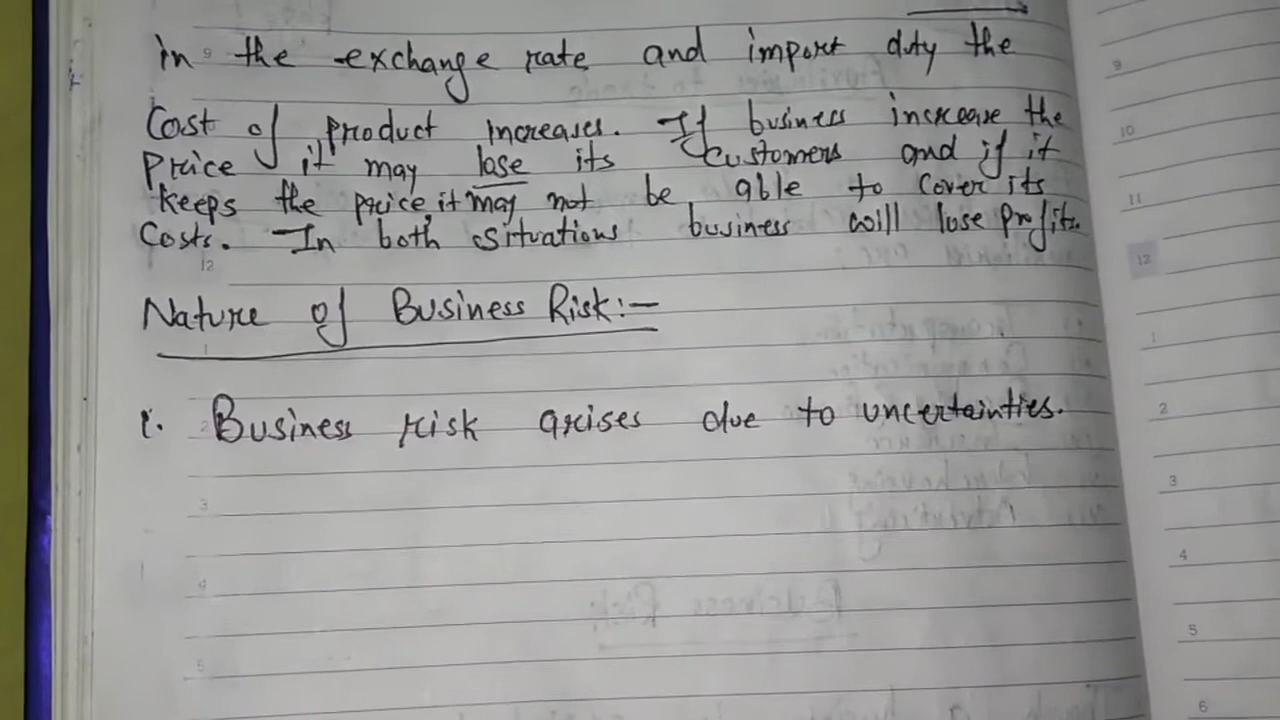 in the exchange rate and import duty the
Cost of product increases. If business increase the
Price it may lose its customers and if it
keeps the price, it may not be able to cover its
Costs. In both situations business will lose profits.
Nature of Business Risk:-
1. Business risk arises due to uncertainties.